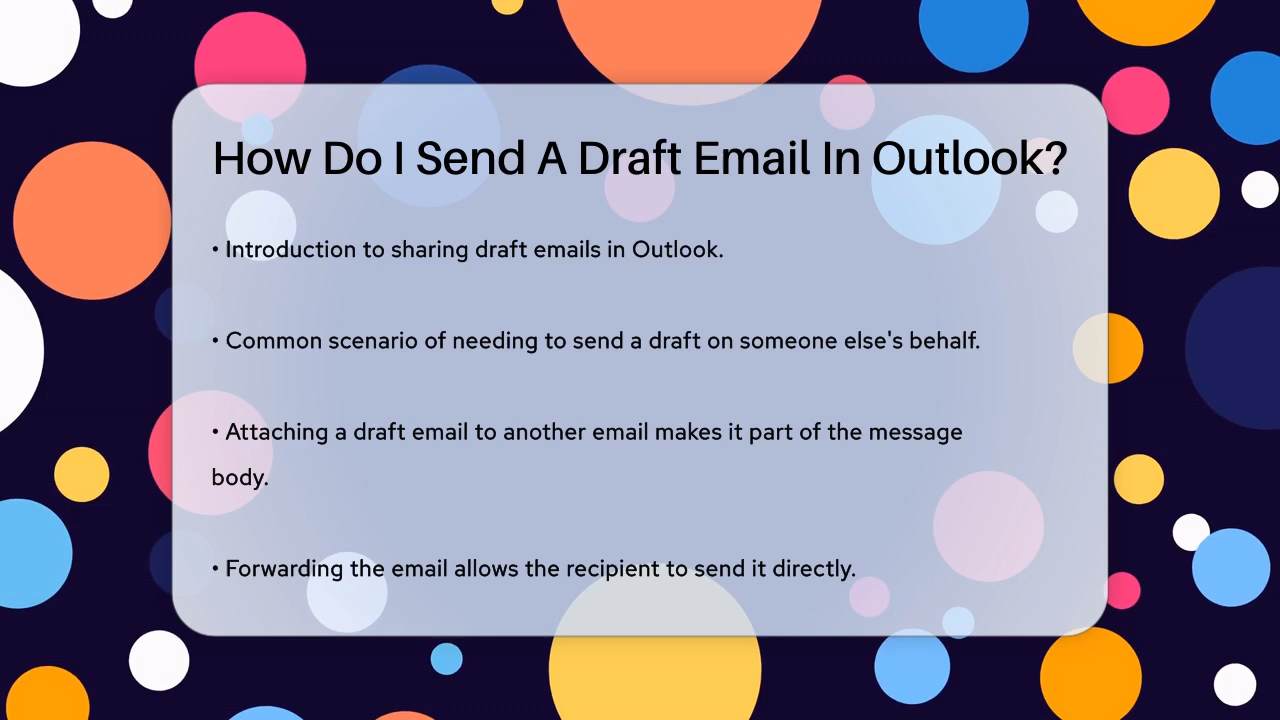 How Do I Send A Draft Email In Outlook?
• Introduction to sharing draft emails in Outlook.
• Common scenario of needing to send a draft on someone else's behalf.
• Attaching a draft email to another email makes it part of the message
body.
• Forwarding the email allows the recipient to send it directly.